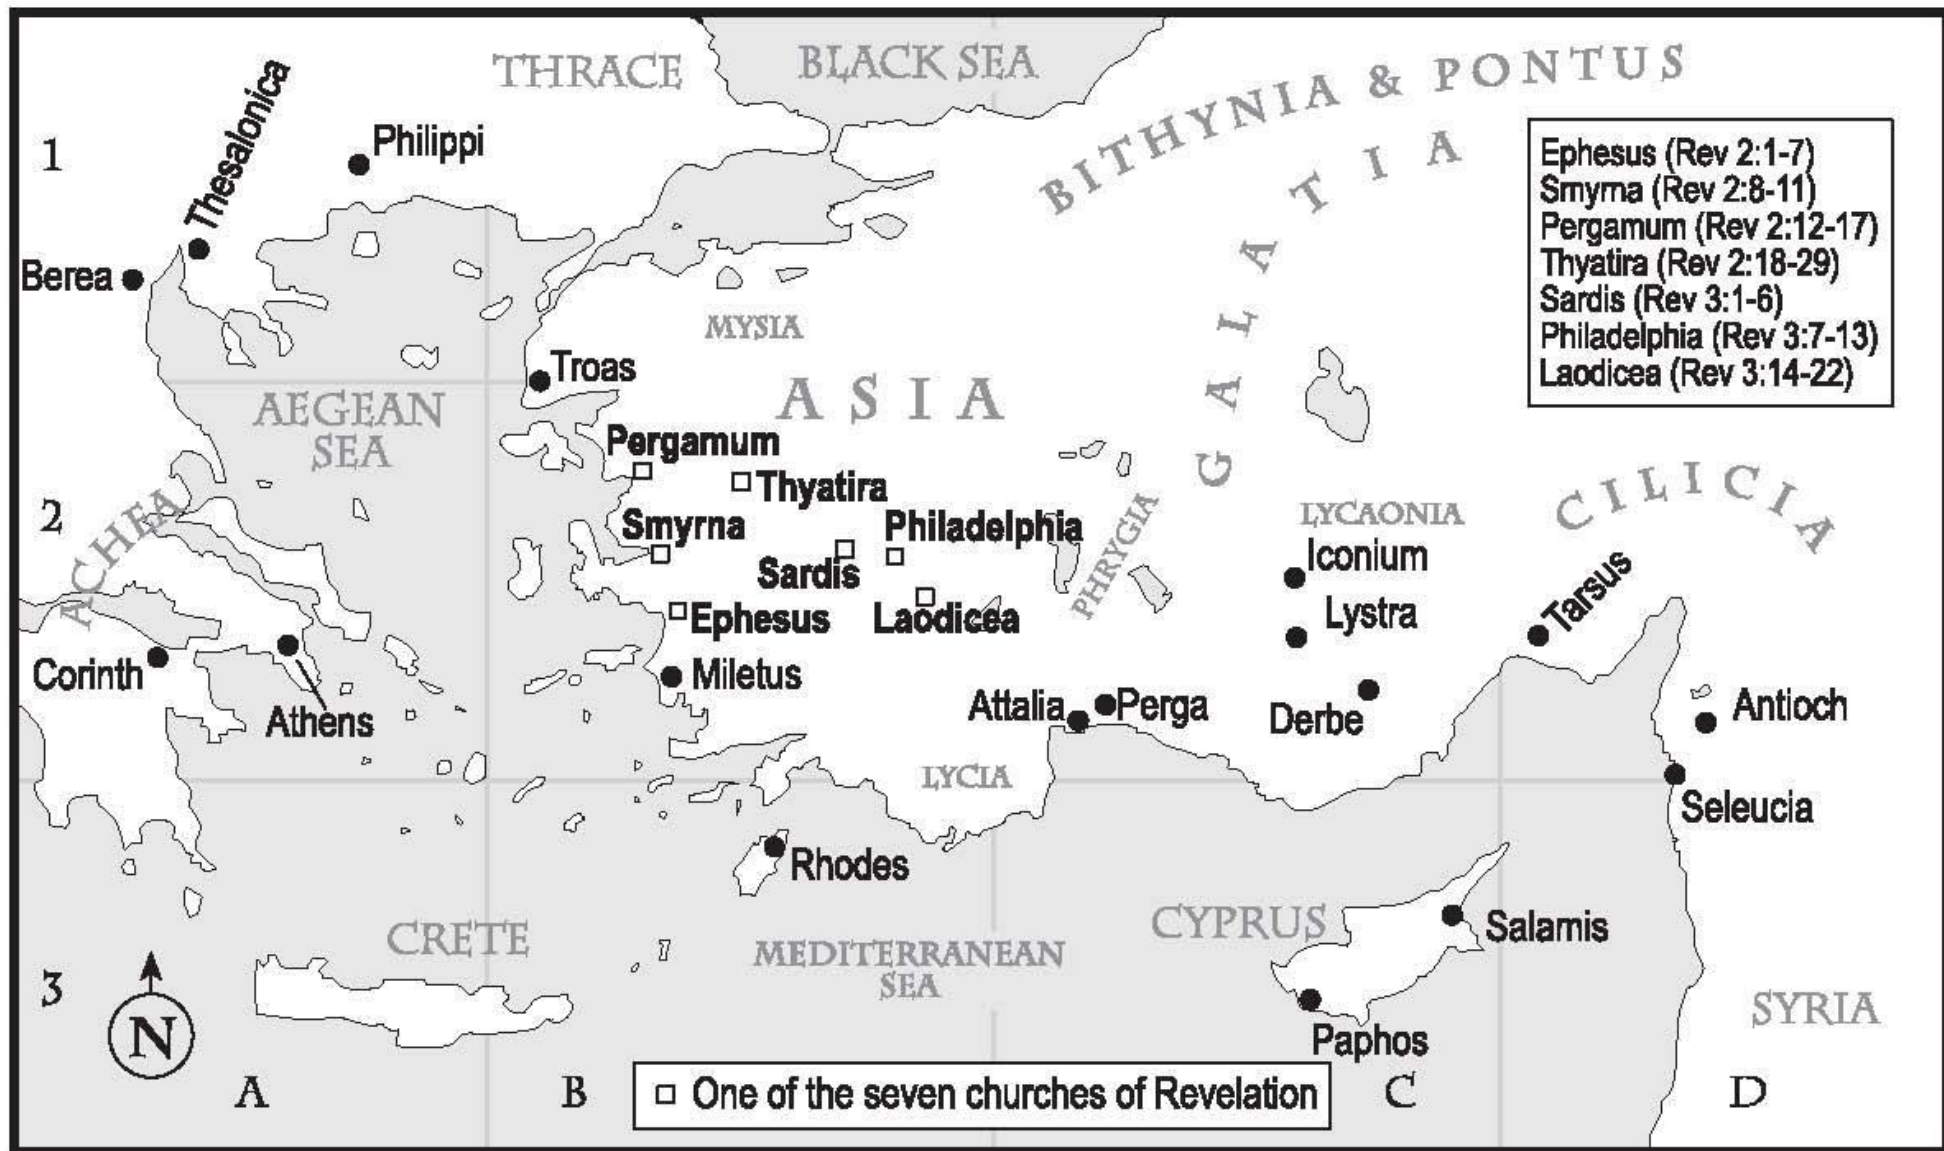 THRACE
BLACK SEA
BITHYNIA & PONTUS
1
Thesalonica
Philippi
GALATIA
Ephesus (Rev 2:1-7)
Smyrna (Rev 2:8-11)
Pergamum (Rev 2:12-17)
Thyatira (Rev 2:18-29)
Sardis (Rev 3:1-6)
Philadelphia (Rev 3:7-13)
Laodicea (Rev 3:14-22)
Berea
MYSIA
Troas
ASIA
AEGEAN
SEA
Pergamum
Thyatira
2
ACHEA
Smyrna
Philadelphia
Sardis
PHRYGIA
LYCAONIA
CILICIA
Iconium
Tarsus
Ephesus
Laodicea
Lystra
Corinth
Athens
Miletus
Attalia
Perga
Derbe
Antioch
LYCIA
Seleucia
Rhodes
CRETE
MEDITERRANEAN
SEA
CYPRUS
Salamis
3
N
Paphos
SYRIA
A
B
One of the seven churches of Revelation
C
D